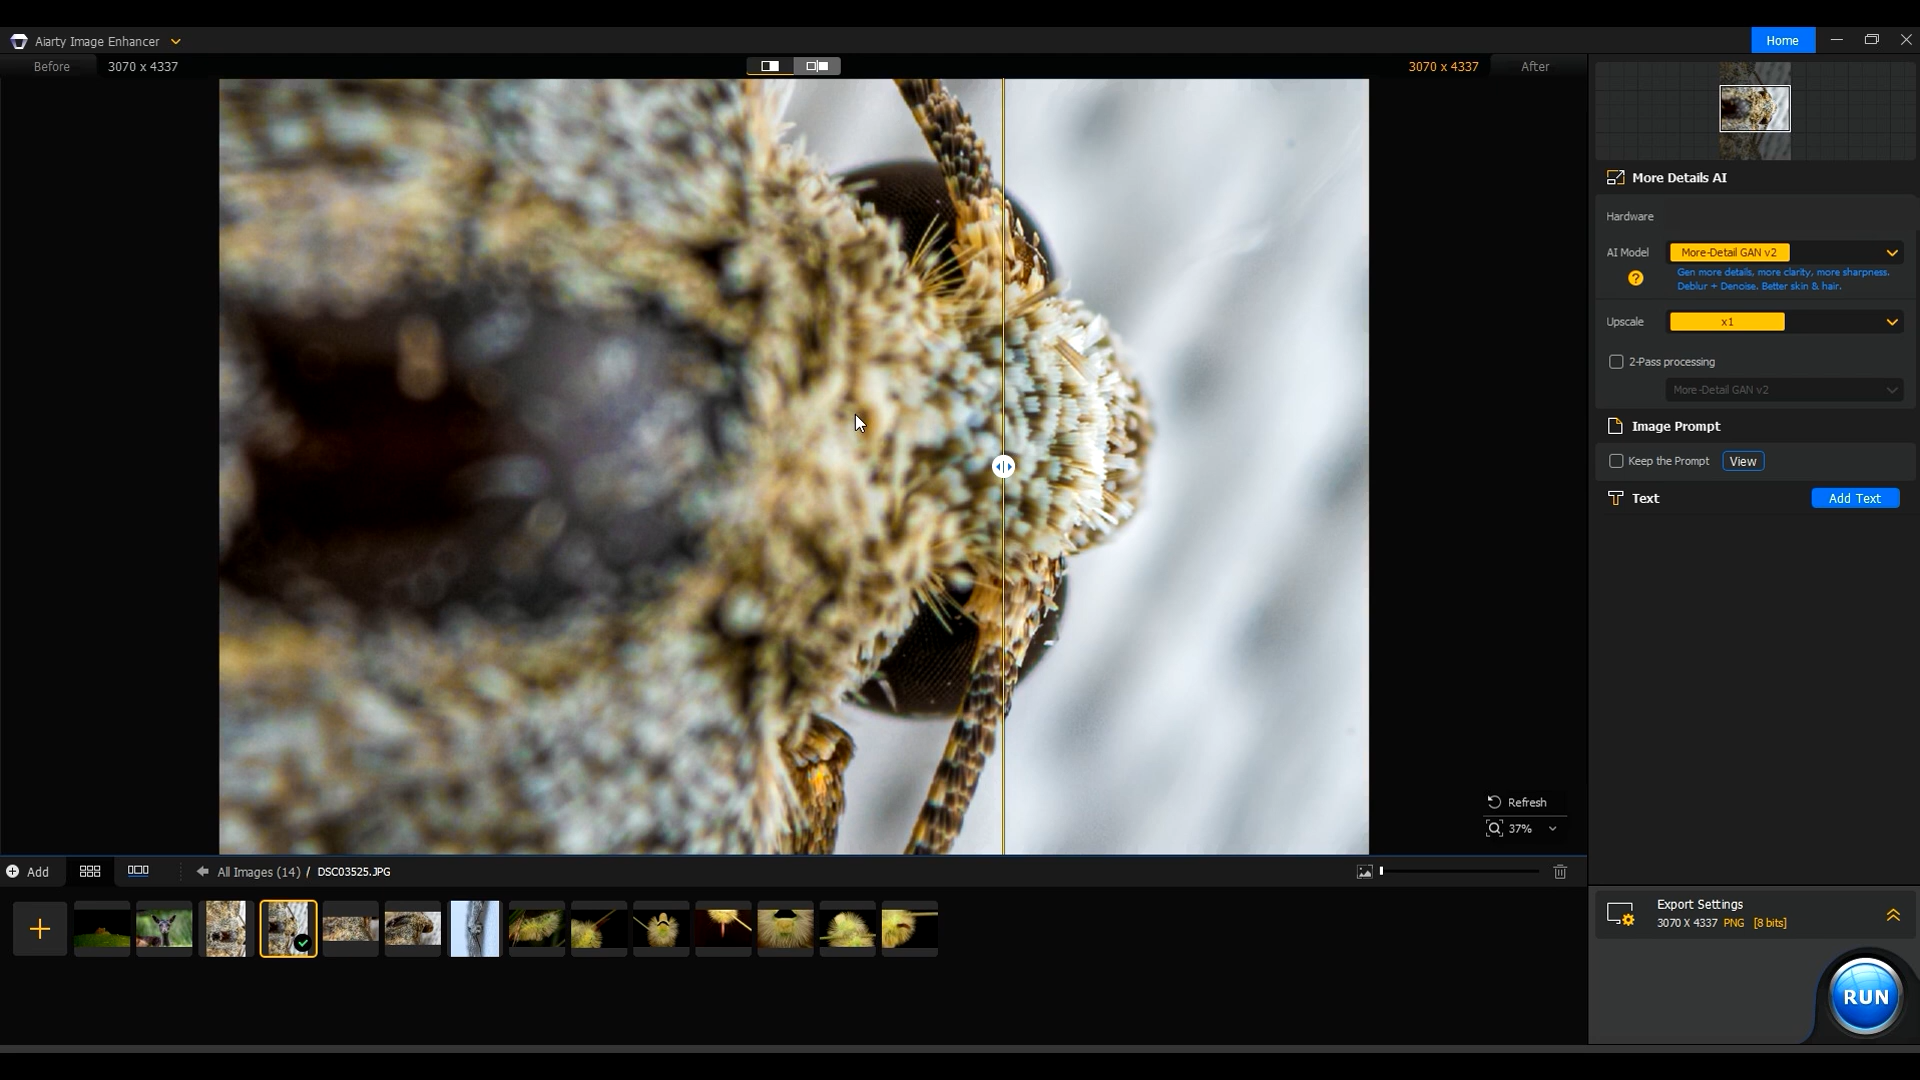 Aiarty Image Enhancer
Home
Before
3070 x 4337
3070 x 4337
After
More Details AI
Hardware
AI Model
More-Detail GAN v2
Gen more details, more clarity, more sharpness.
Deblur + Denoise. Better skin & hair.
?
Upscale
x1
2-Pass processing
More-Detail GAN v2
Image Prompt
Keep the Prompt
View
Text
Add Text
Refresh
37%
Add
All Images (14) / DSC03525.JPG
Export Settings
3070 X 4337 PNG [8 bits]
RUN